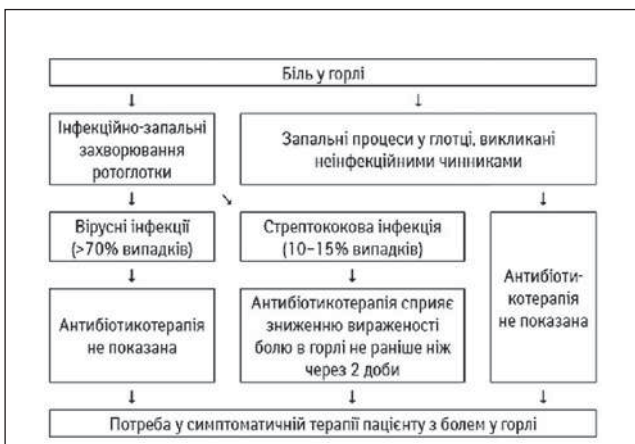 Біль у горлі
Інфекційно-запальні
захворювання
ротоглотки
Запальні процеси у глотці, викликані
неінфекційними чинниками
Вірусні інфекції
(>70% випадків)
Стрептококова інфекція
(10–15% випадків)
Антибіоти-
котерапія
не показана
Антибіотикотерапія
не показана
Антибіотикотерапія сприяє
зниженню вираженості
болю в горлі не раніше ніж
через 2 доби
Потреба у симптоматичній терапії пацієнту з болем у горлі